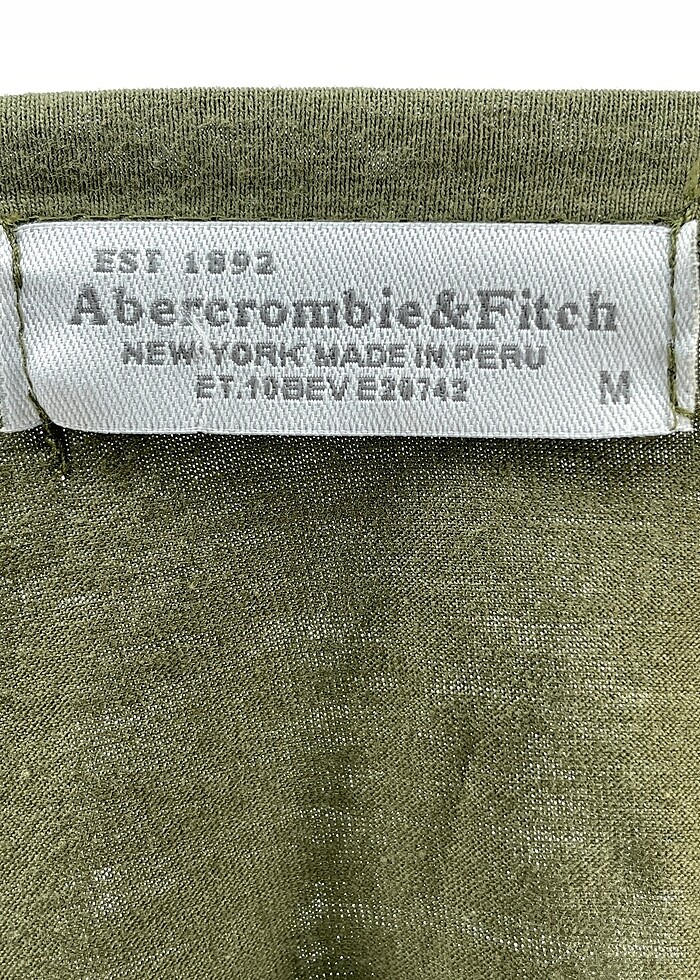 EST 1892
Abercrombie&Fitch
NEW YORK MADE IN PERU
ET.10BEV E20742 M